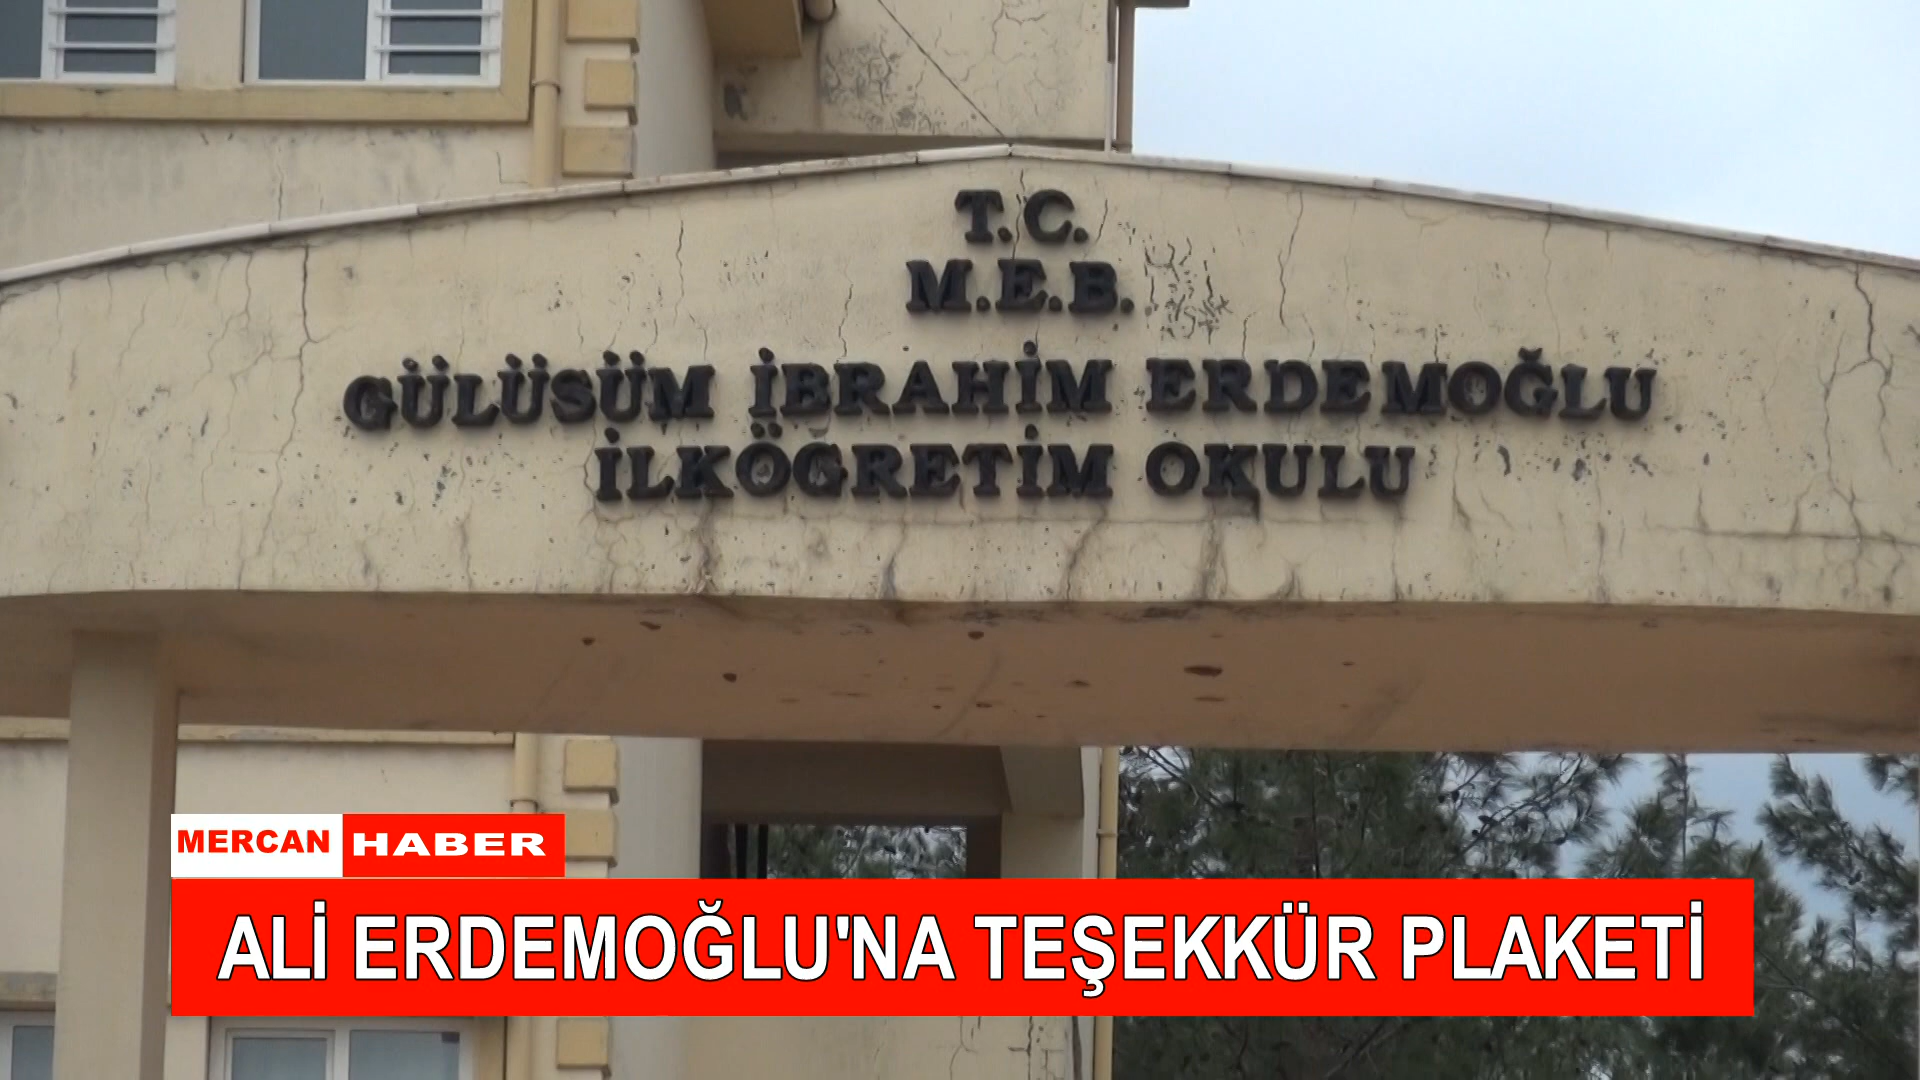 T.C.
M.E.B.
GÜLÜSÜM İBRAHİM ERDEMOĞLU
İLKÖĞRETİM OKULU
MERCAN HABER
ALİ ERDEMOĞLU'NA TEŞEKKÜR PLAKETİ